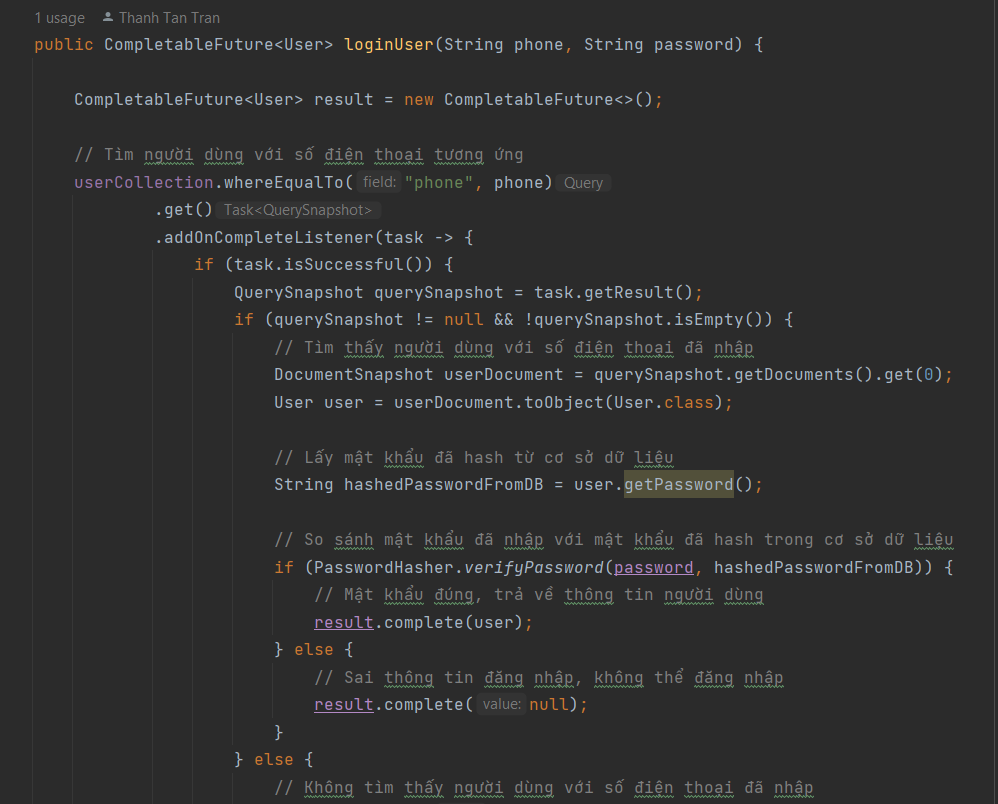 1 usage Thanh Tan Tran
public CompletableFuture<User> loginUser(String phone, String password) {
CompletableFuture<User> result = new CompletableFuture<>();
// Tìm người dùng với số điện thoại tương ứng
userCollection.whereEqualTo( field: "phone", phone) Query
.get() Task<QuerySnapshot>
.addOnCompleteListener(task -> {
if (task.isSuccessful()) {
QuerySnapshot querySnapshot = task.getResult();
if (querySnapshot != null && !querySnapshot.isEmpty()) {
// Tìm thấy người dùng với số điện thoại đã nhập
DocumentSnapshot userDocument = querySnapshot.getDocuments().get(0);
User user = userDocument.toObject(User.class);
// Lấy mật khẩu đã hash từ cơ sở dữ liệu
String hashedPasswordFromDB = user.getPassword();
// So sánh mật khẩu đã nhập với mật khẩu đã hash trong cơ sở dữ liệu
if (PasswordHasher.verifyPassword(password, hashedPasswordFromDB)) {
// Mật khẩu đúng, trả về thông tin người dùng
result.complete(user);
} else {
// Sai thông tin đăng nhập, không thể đăng nhập
result.complete( value: null);
}
} else {
// Không tìm thấy người dùng với số điện thoại đã nhập